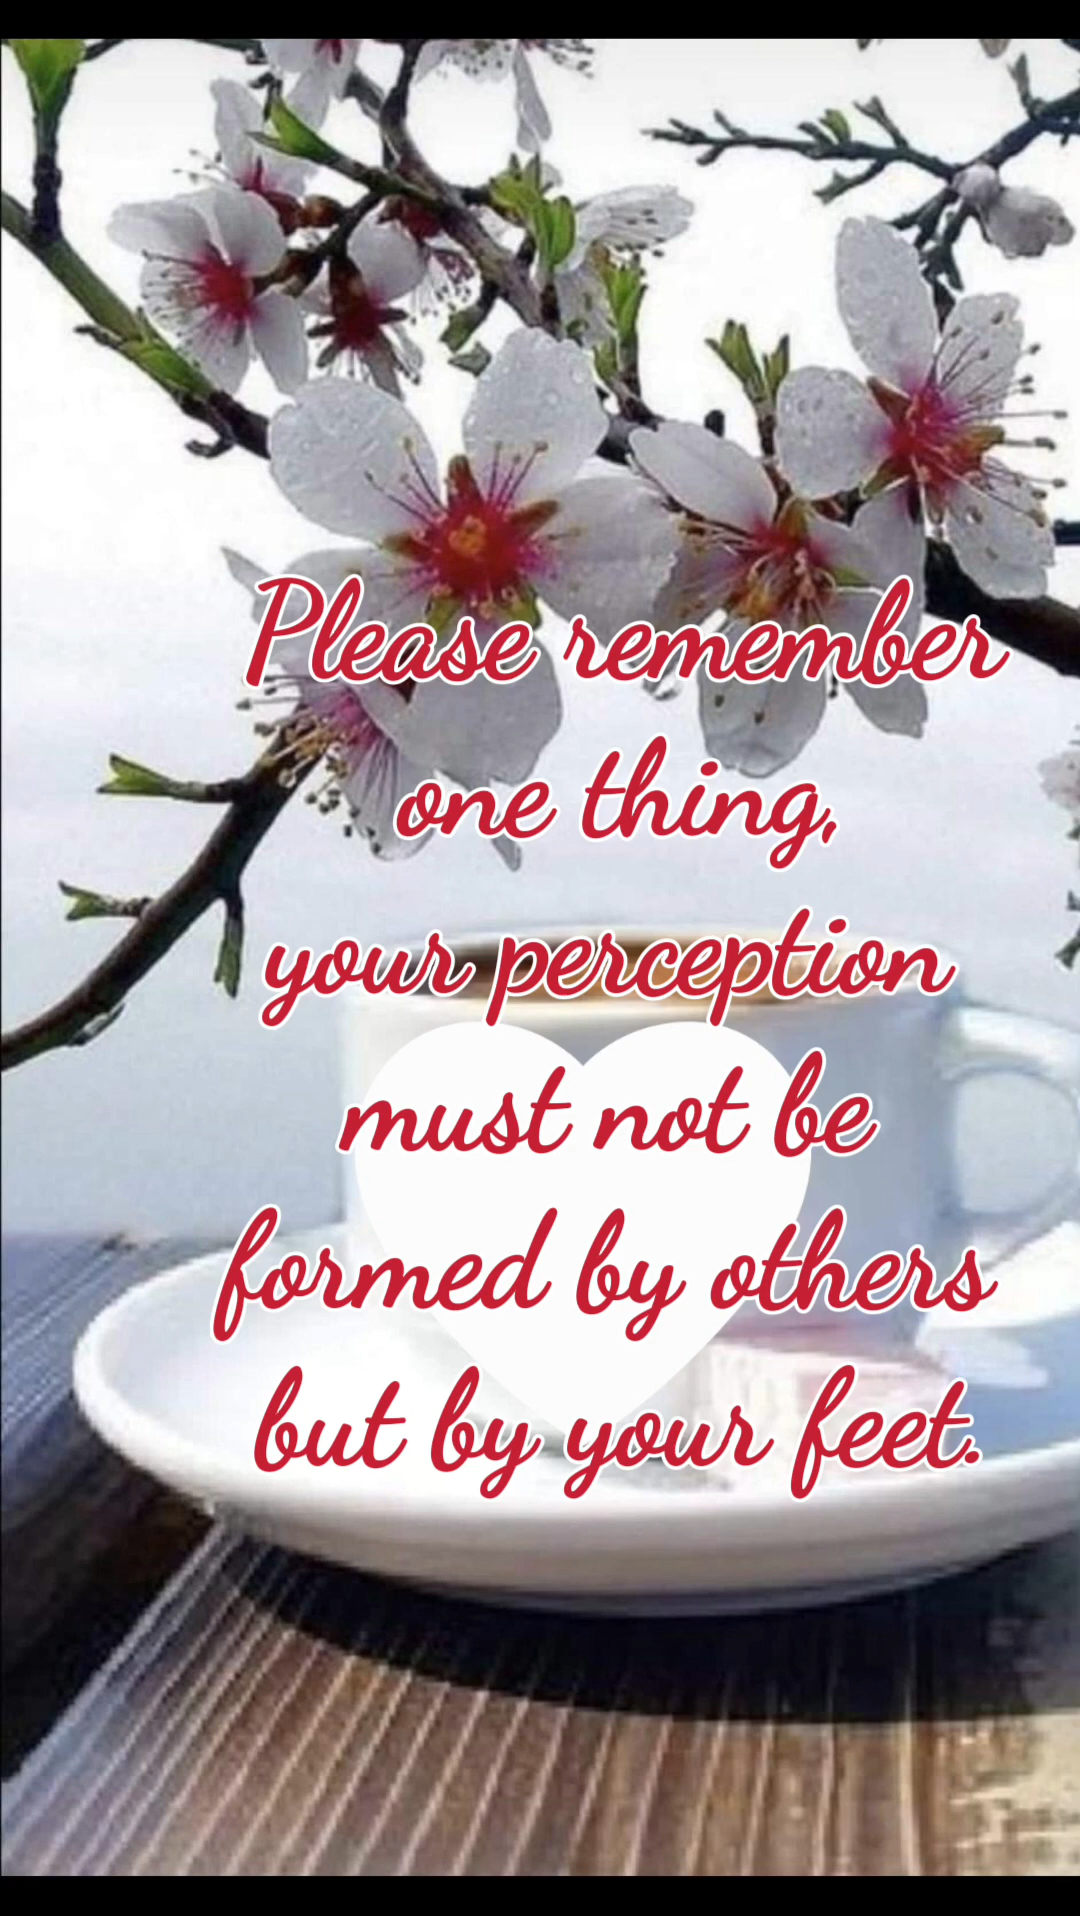 Please remember
one thing,
your perception
must not be
formed by others
but by your feet.